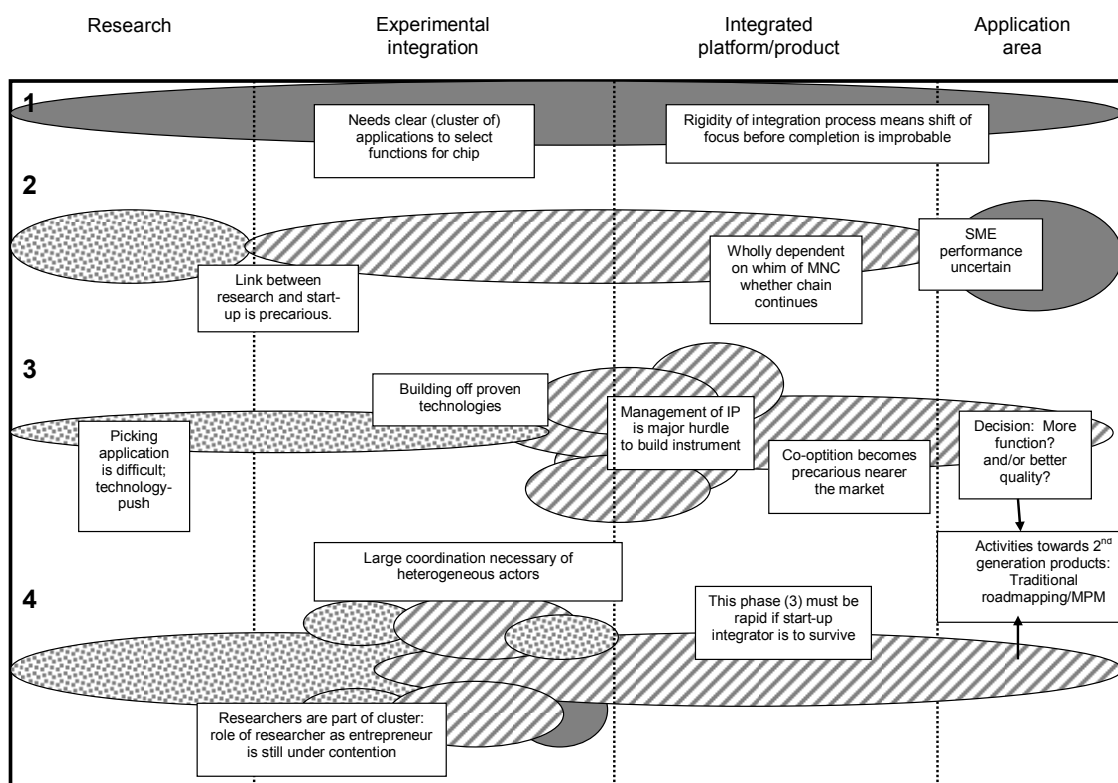 Research
Experimental
integration
Integrated
platform/product
Application
area
1
Needs clear (cluster of)
applications to select
functions for chip
Rigidity of integration process means shift of
focus before completion is improbable
2
Link between
research and start-
up is precarious.
Wholly dependent
on whim of MNC
whether chain
continues
SME
performance
uncertain
3
Building off proven
technologies
Picking
application
is difficult;
technology-
push
Management of IP
is major hurdle
to build instrument
Co-optition becomes
precarious nearer
the market
Decision: More
function?
and/or better
quality?
Activities towards 2nd
generation products:
Traditional
roadmapping/MPM
4
Large coordination necessary of
heterogeneous actors
This phase (3) must be
rapid if start-up
integrator is to survive
Researchers are part of cluster:
role of researcher as entrepreneur
is still under contention